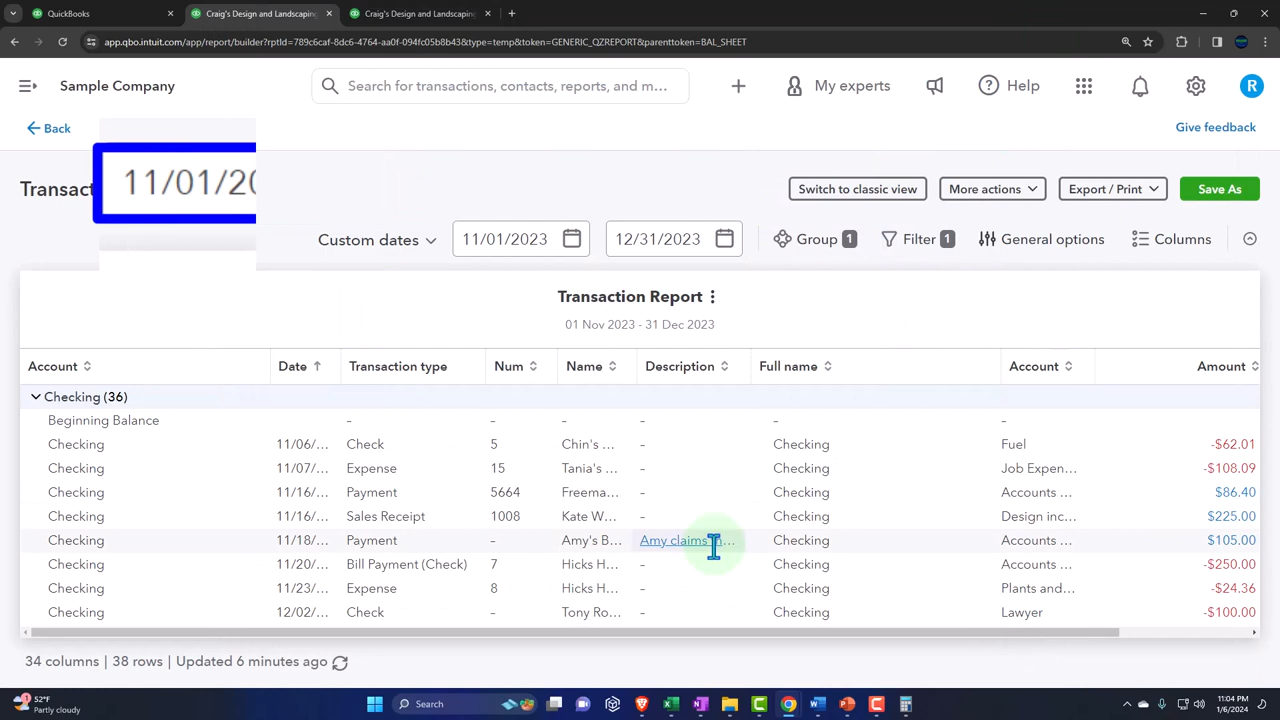 QuickBooks
Craig's Design and Landscaping
Craig's Design and Landscaping
app.qbo.intuit.com/app/report/builder?rptId=789c6caf-8dc6-4764-aa0f-094fc05b8b43&type=temp&token=GENERIC_QZREPORT&parenttoken=BAL_SHEET
Sample Company
Search for transactions, contacts, reports, and m...
My experts
Help
R
Back
Give feedback
11/01/20
Transact
Switch to classic view
More actions
Export / Print
Save As
Custom dates
11/01/2023
12/31/2023
Group 1
Filter 1
General options
Columns
Transaction Report
01 Nov 2023 - 31 Dec 2023
Account Date Transaction type Num Name Description Full name Account Amount
Checking (36)
Beginning Balance – – – – – –
Checking 11/06/... Check 5 Chin's ... – Checking Fuel -$62.01
Checking 11/07/... Expense 15 Tania's ... – Checking Job Expen... -$108.09
Checking 11/16/... Payment 5664 Freema... – Checking Accounts ... $86.40
Checking 11/16/... Sales Receipt 1008 Kate W... – Checking Design inc... $225.00
Checking 11/18/... Payment – Amy's B... Amy claims ... Checking Accounts ... $105.00
Checking 11/20/... Bill Payment (Check) 7 Hicks H... – Checking Accounts ... -$250.00
Checking 11/23/... Expense 8 Hicks H... – Checking Plants and... -$24.36
Checking 12/02/... Check – Tony Ro... – Checking Lawyer -$100.00
34 columns | 38 rows | Updated 6 minutes ago
52°F
Partly cloudy
Search
11:04 PM
1/6/2024